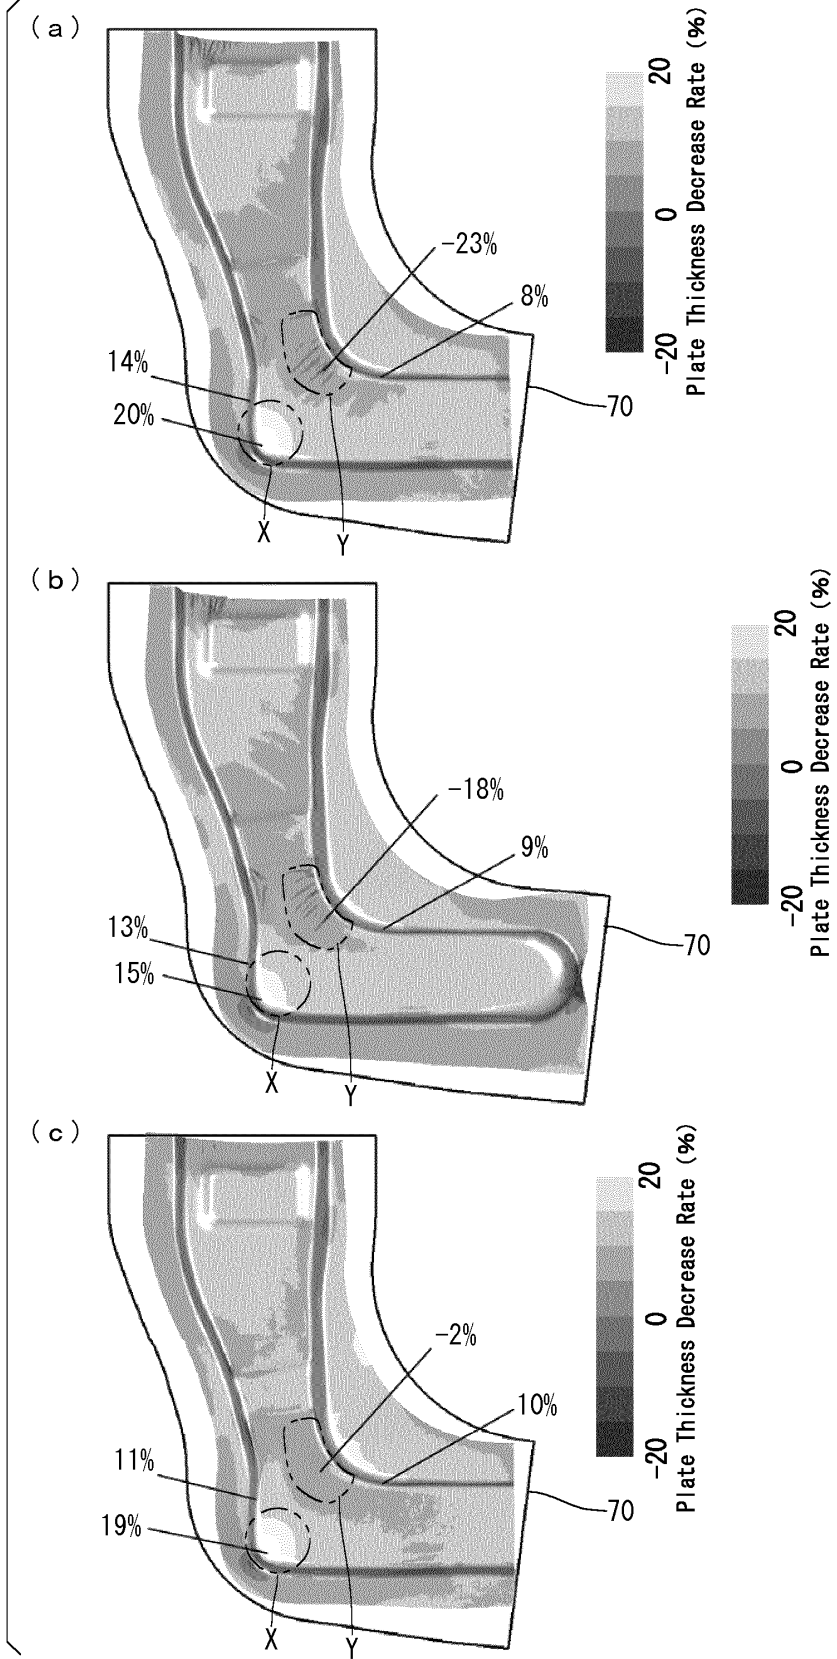 (a)
20
0
-20
Plate Thickness Decrease Rate (%)
-23%
8%
14%
20%
70
X
Y
(b)
20
0
-20
Plate Thickness Decrease Rate (%)
-18%
9%
13%
15%
70
X
Y
(c)
20
0
-20
Plate Thickness Decrease Rate (%)
-2%
10%
11%
19%
70
X
Y